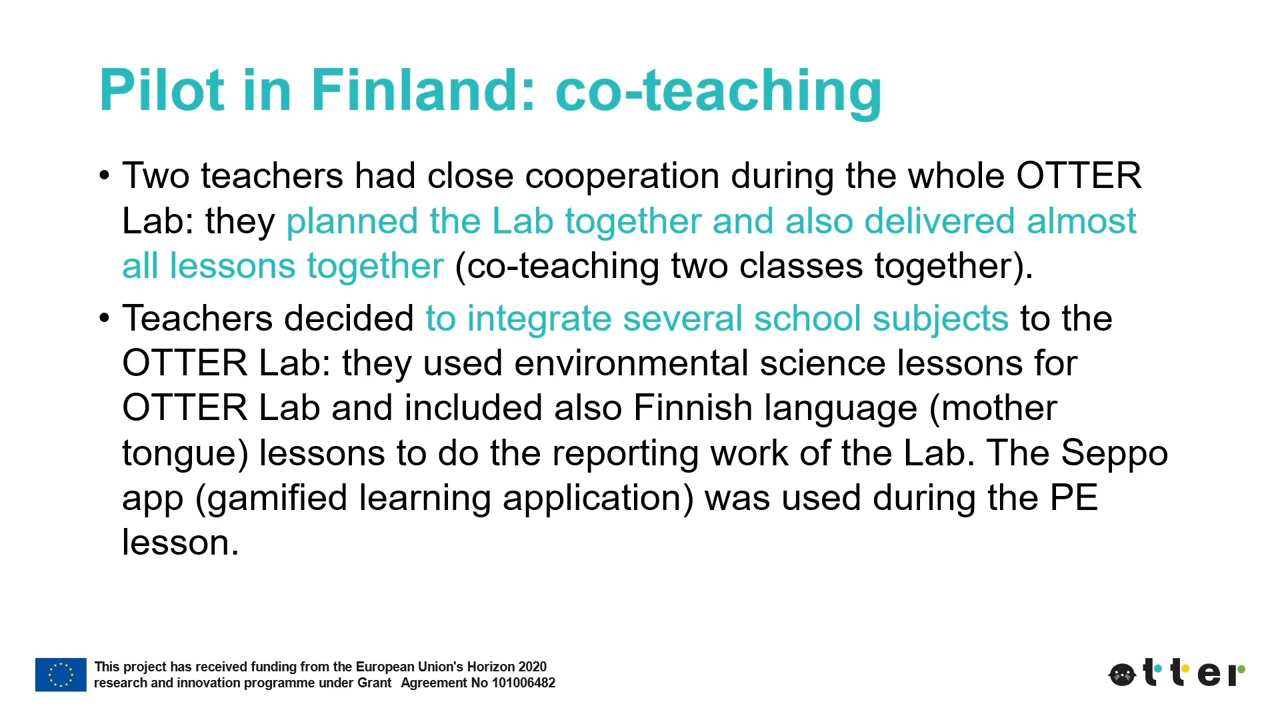 Pilot in Finland: co-teaching
• Two teachers had close cooperation during the whole OTTER
Lab: they planned the Lab together and also delivered almost
all lessons together (co-teaching two classes together).
• Teachers decided to integrate several school subjects to the
OTTER Lab: they used environmental science lessons for
OTTER Lab and included also Finnish language (mother
tongue) lessons to do the reporting work of the Lab. The Seppo
app (gamified learning application) was used during the PE
lesson.
This project has received funding from the European Union's Horizon 2020
research and innovation programme under Grant Agreement No 101006482
otter